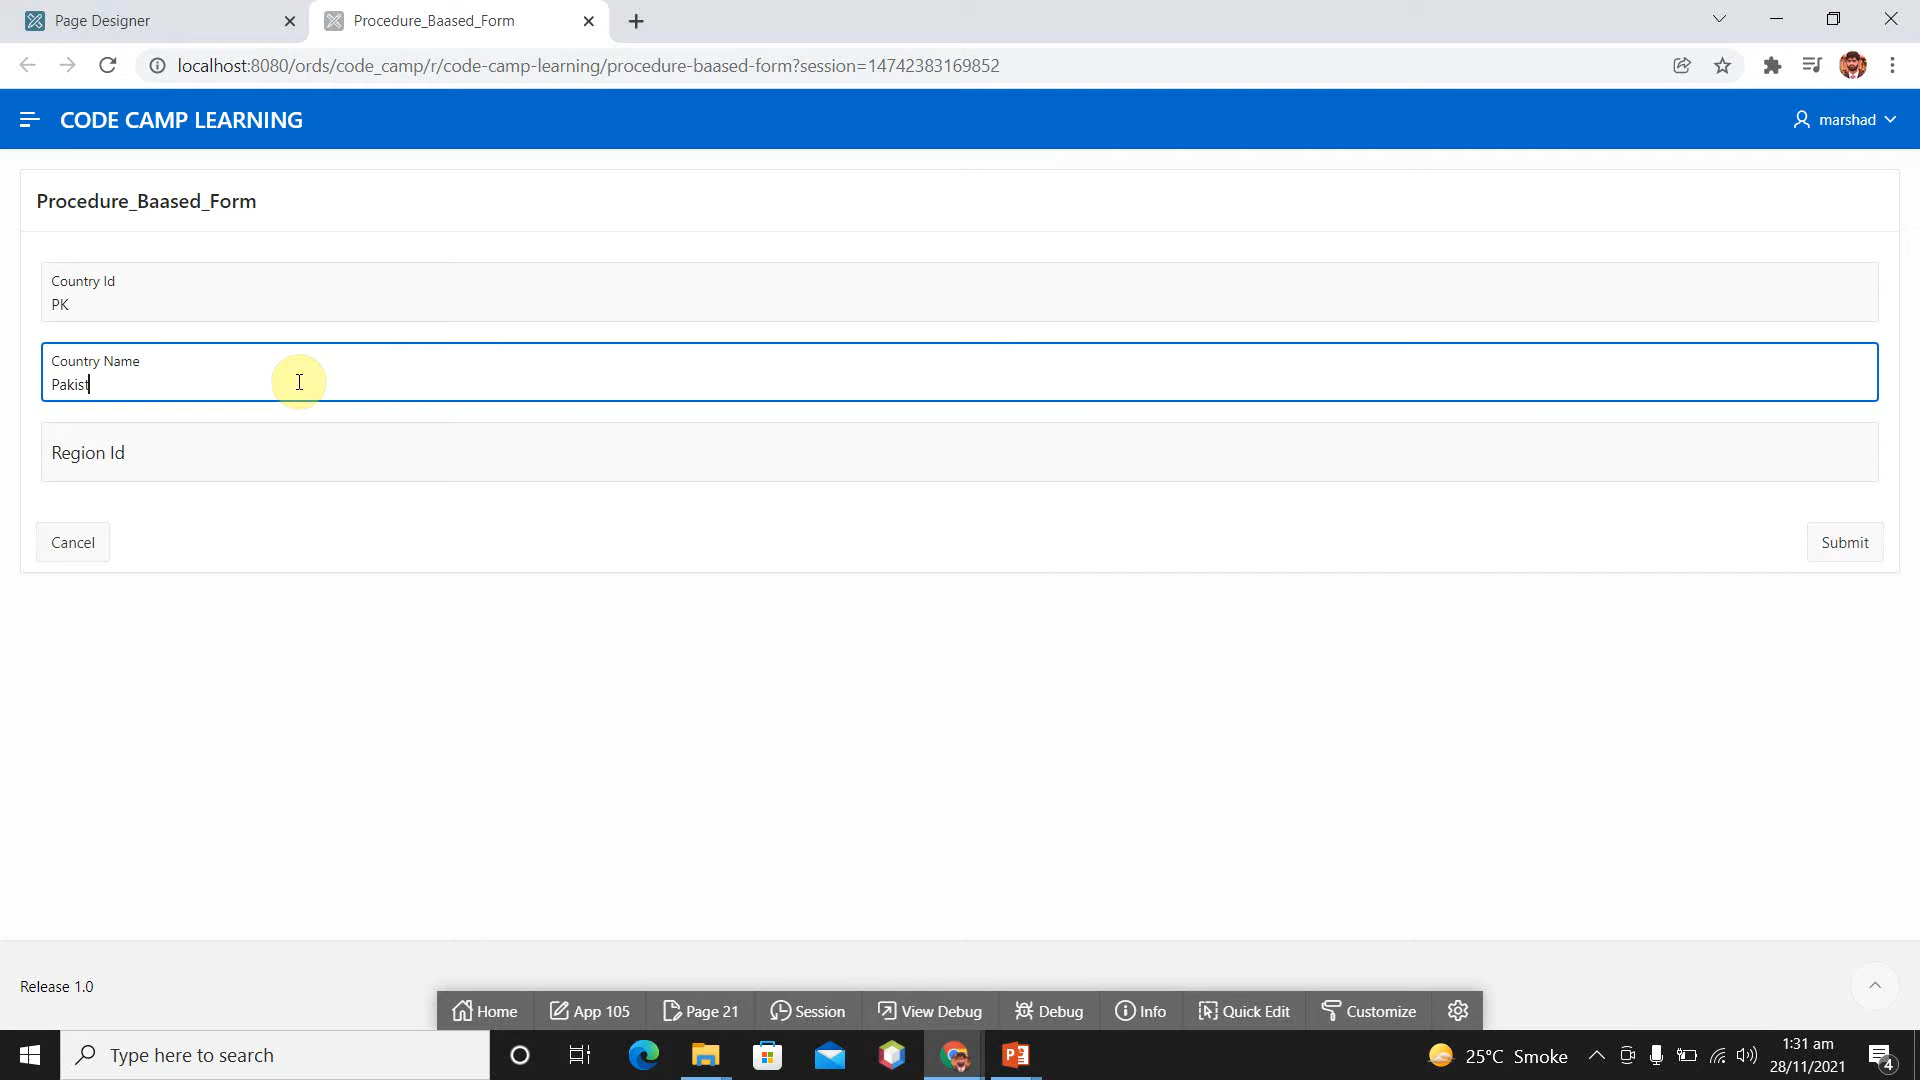 Page Designer
Procedure_Baased_Form
localhost:8080/ords/code_camp/r/code-camp-learning/procedure-baased-form?session=14742383169852
CODE CAMP LEARNING
marshad
Procedure_Baased_Form
Country Id
PK
Country Name
Pakist
Region Id
Cancel
Submit
Release 1.0
Home
App 105
Page 21
Session
View Debug
Debug
Info
Quick Edit
Customize
Type here to search
25°C Smoke
1:31 am
28/11/2021
4